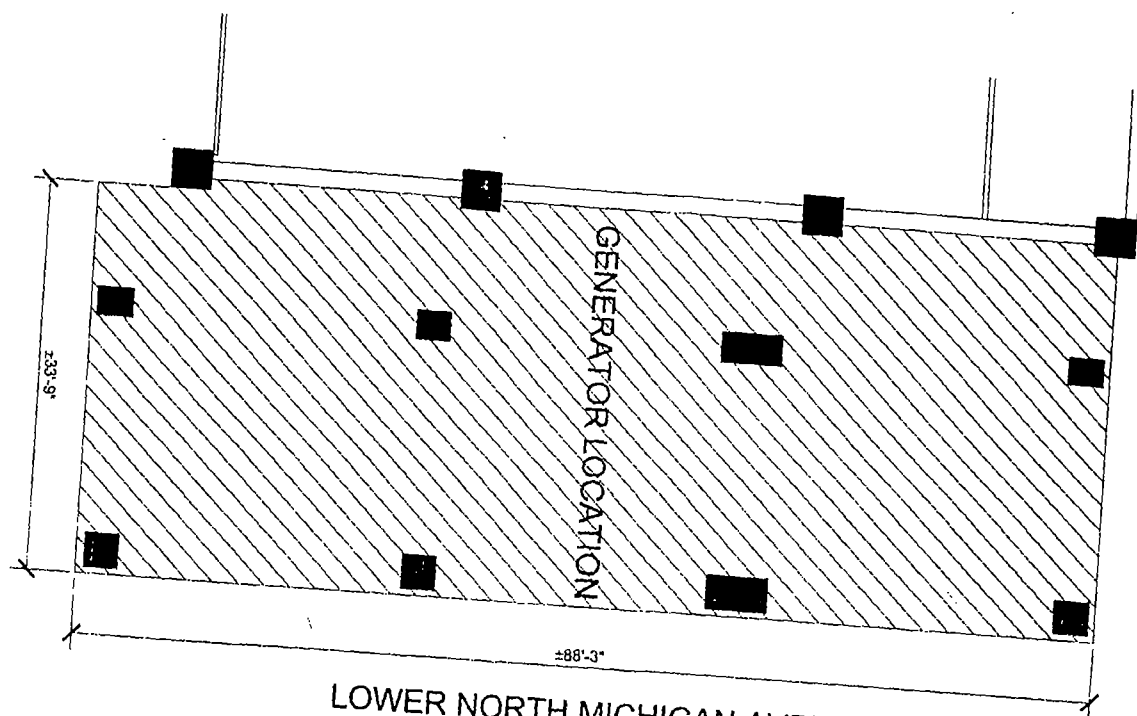 GENERATOR LOCATION
±33'-9"
±88'-3"
LOWER NORTH MICHIGAN